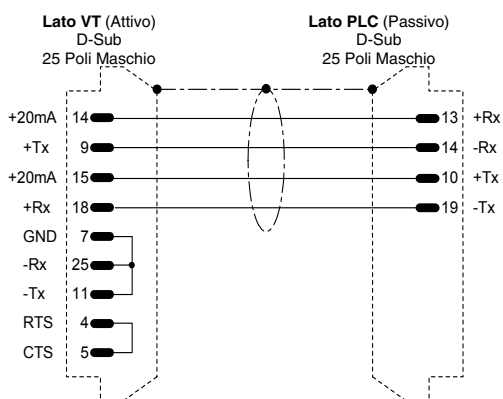 Lato VT (Attivo)
D-Sub
25 Poli Maschio
Lato PLC (Passivo)
D-Sub
25 Poli Maschio
+20mA 14 13 +Rx
+Tx 9 14 -Rx
+20mA 15 10 +Tx
+Rx 18 19 -Tx
GND 7
-Rx 25
-Tx 11
RTS 4
CTS 5